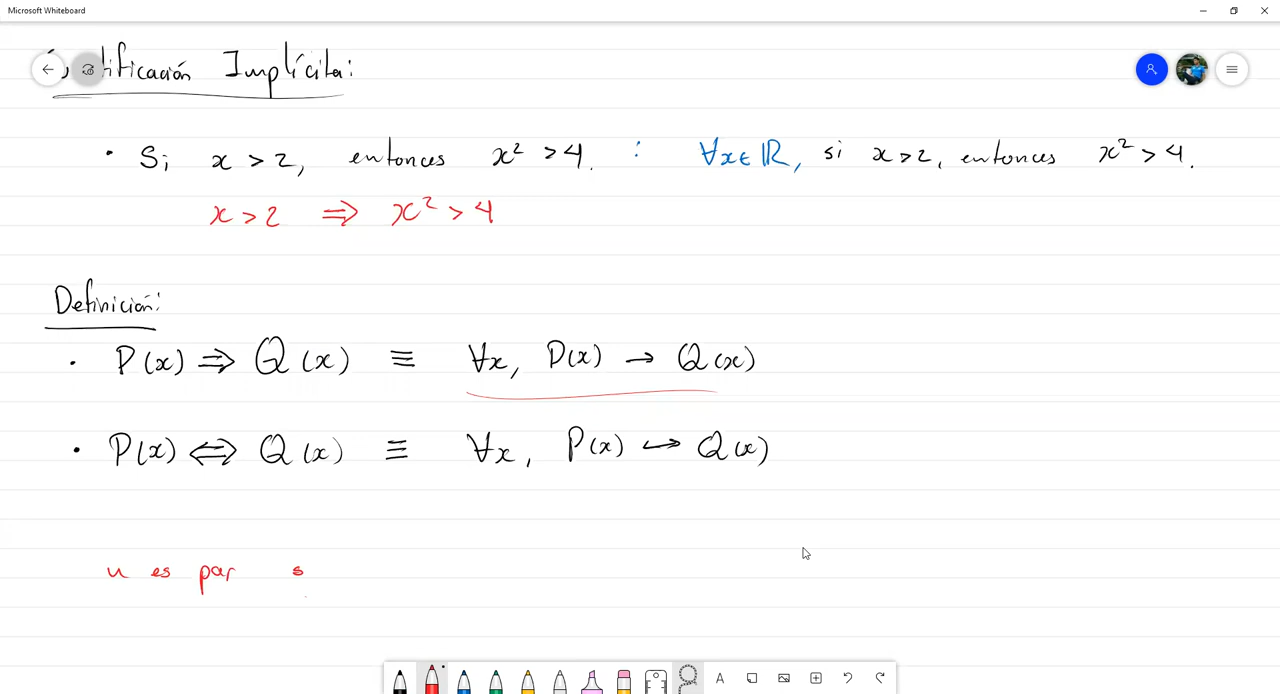 Microsoft Whiteboard
Implícita:
• Si x > 2, entonces x² > 4. : ∀x∈ℝ, si x > 2, entonces x² > 4.
x > 2 ⇒ x² > 4
Definición:
• P(x) ⇒ Q(x) ≡ ∀x, P(x) → Q(x)
• P(x) ⇔ Q(x) ≡ ∀x, P(x) ↔ Q(x)
n es par s
A